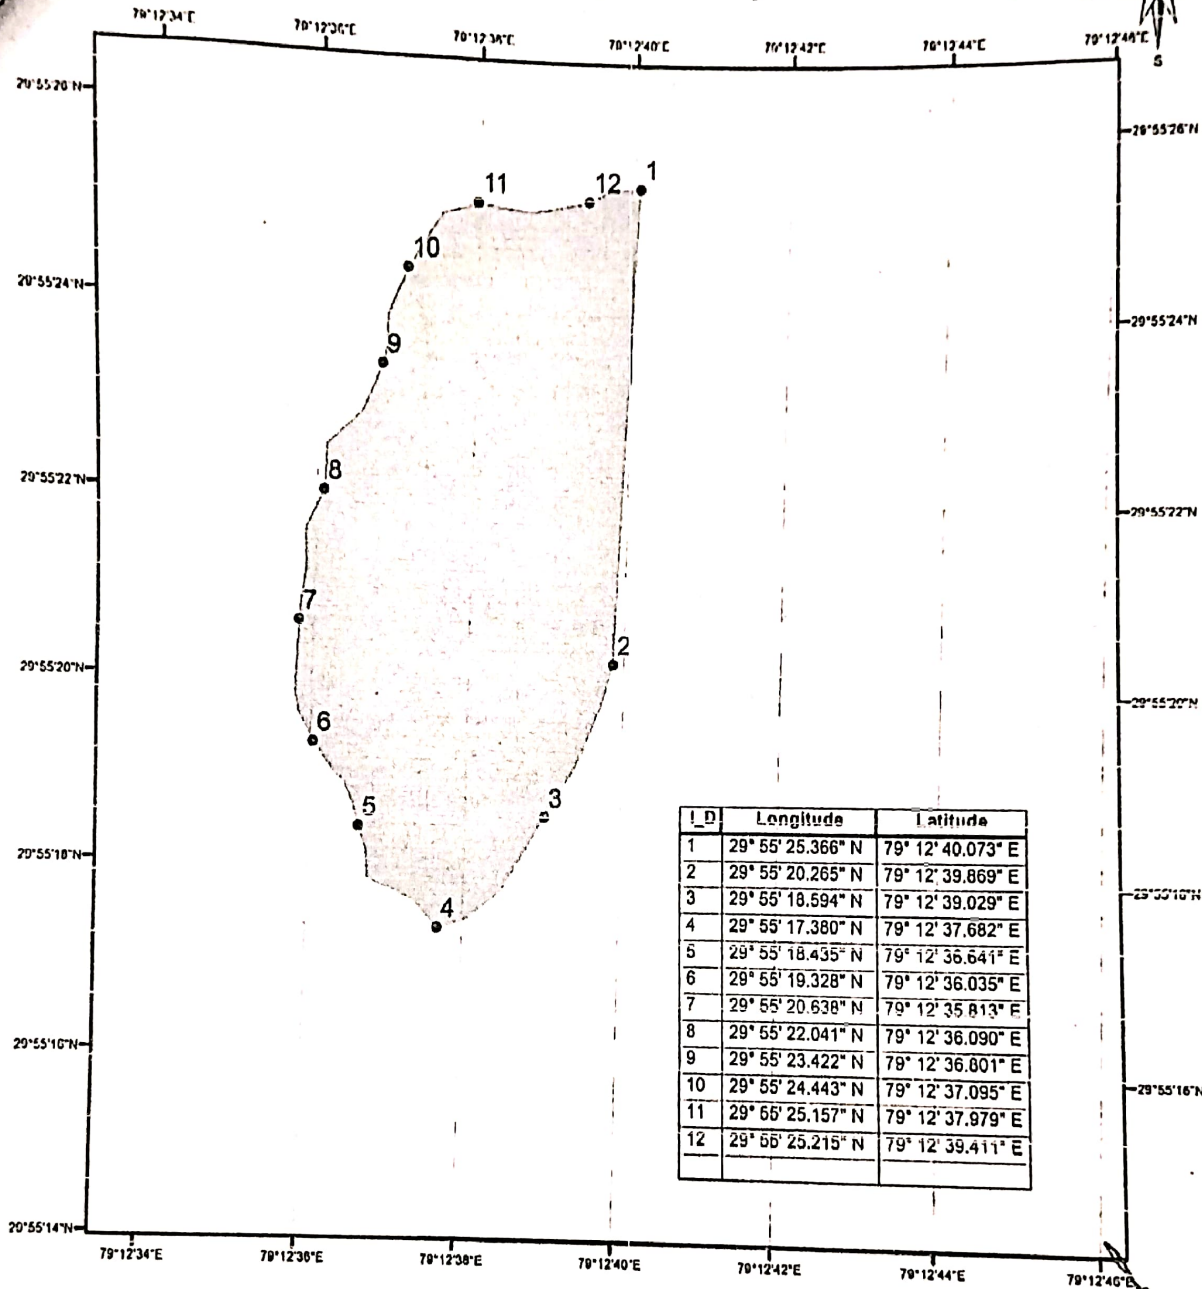 79°12'34"E 79°12'36"E 79°12'38"E 79°12'40"E 79°12'42"E 79°12'44"E 79°12'46"E
S
29°55'26"N
29°55'26"N
1
11
12
10
29°55'24"N
29°55'24"N
9
8
29°55'22"N
29°55'22"N
7
2
29°55'20"N
29°55'20"N
6
5
3
I_D Longitude Latitude
1 29° 55' 25.366" N 79° 12' 40.073" E
2 29° 55' 20.265" N 79° 12' 39.869" E
3 29° 55' 18.594" N 79° 12' 39.029" E
4 29° 55' 17.380" N 79° 12' 37.682" E
5 29° 55' 18.435" N 79° 12' 36.641" E
6 29° 55' 19.328" N 79° 12' 36.035" E
7 29° 55' 20.638" N 79° 12' 35.813" E
8 29° 55' 22.041" N 79° 12' 36.090" E
9 29° 55' 23.422" N 79° 12' 36.801" E
10 29° 55' 24.443" N 79° 12' 37.095" E
11 29° 55' 25.157" N 79° 12' 37.979" E
12 29° 55' 25.215" N 79° 12' 39.411" E
29°55'18"N
29°55'18"N
4
29°55'16"N
29°55'16"N
29°55'14"N
79°12'34"E 79°12'36"E 79°12'38"E 79°12'40"E 79°12'42"E 79°12'44"E 79°12'46"E